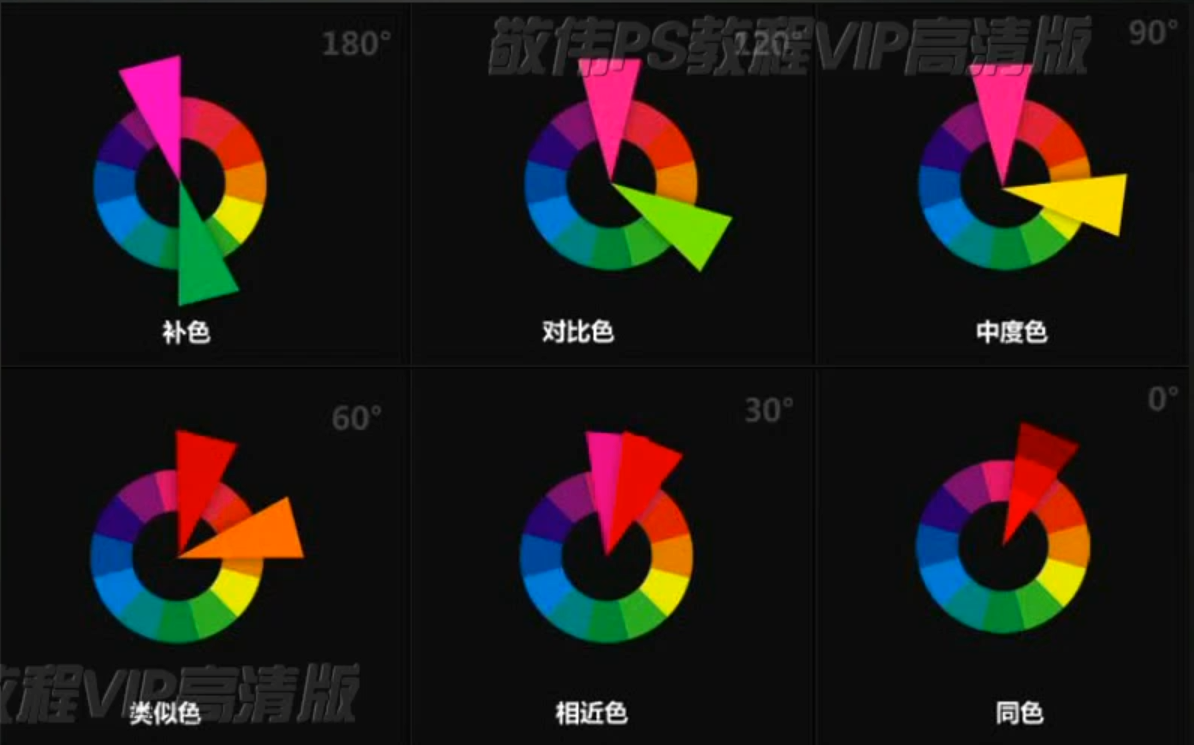 敬伟PS教程VIP高清版
180°
120°
90°
补色
对比色
中度色
60°
30°
0°
教程VIP高清版
类似色
相近色
同色